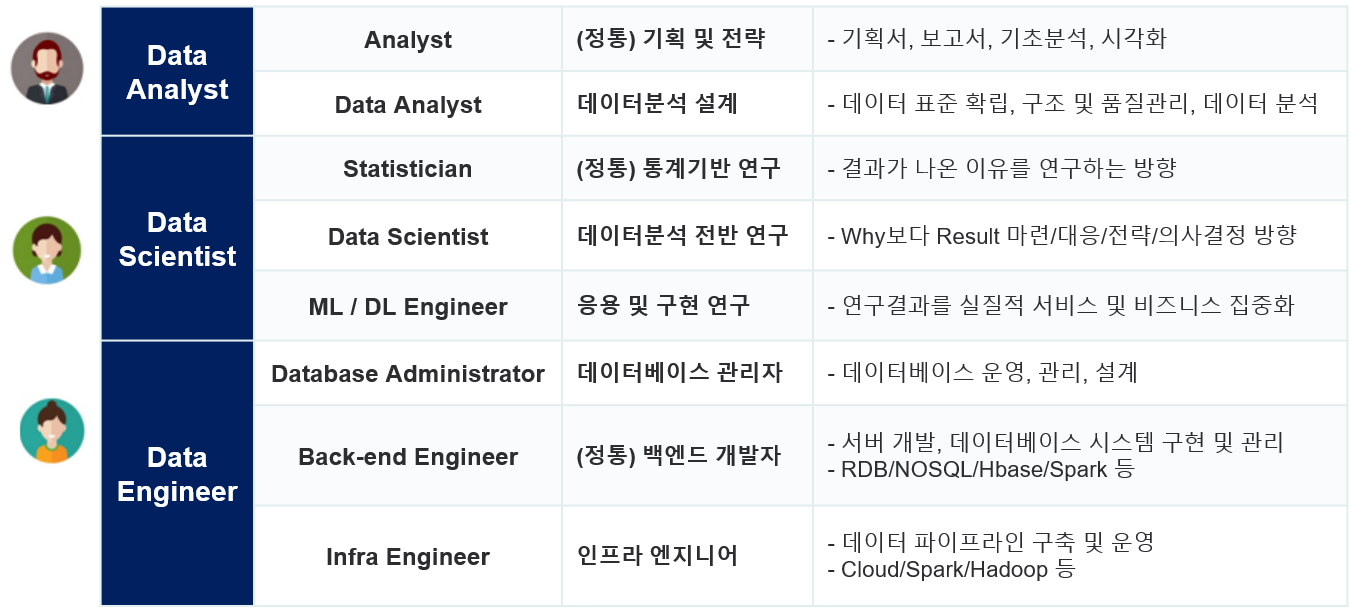 Data
Analyst
Analyst
(정통) 기획 및 전략
- 기획서, 보고서, 기초분석, 시각화
Data Analyst
데이터분석 설계
- 데이터 표준 확립, 구조 및 품질관리, 데이터 분석
Data
Scientist
Statistician
(정통) 통계기반 연구
- 결과가 나온 이유를 연구하는 방향
Data Scientist
데이터분석 전반 연구
- Why보다 Result 마련/대응/전략/의사결정 방향
ML / DL Engineer
응용 및 구현 연구
- 연구결과를 실질적 서비스 및 비즈니스 집중화
Data
Engineer
Database Administrator
데이터베이스 관리자
- 데이터베이스 운영, 관리, 설계
Back-end Engineer
(정통) 백엔드 개발자
- 서버 개발, 데이터베이스 시스템 구현 및 관리
- RDB/NOSQL/Hbase/Spark 등
Infra Engineer
인프라 엔지니어
- 데이터 파이프라인 구축 및 운영
- Cloud/Spark/Hadoop 등